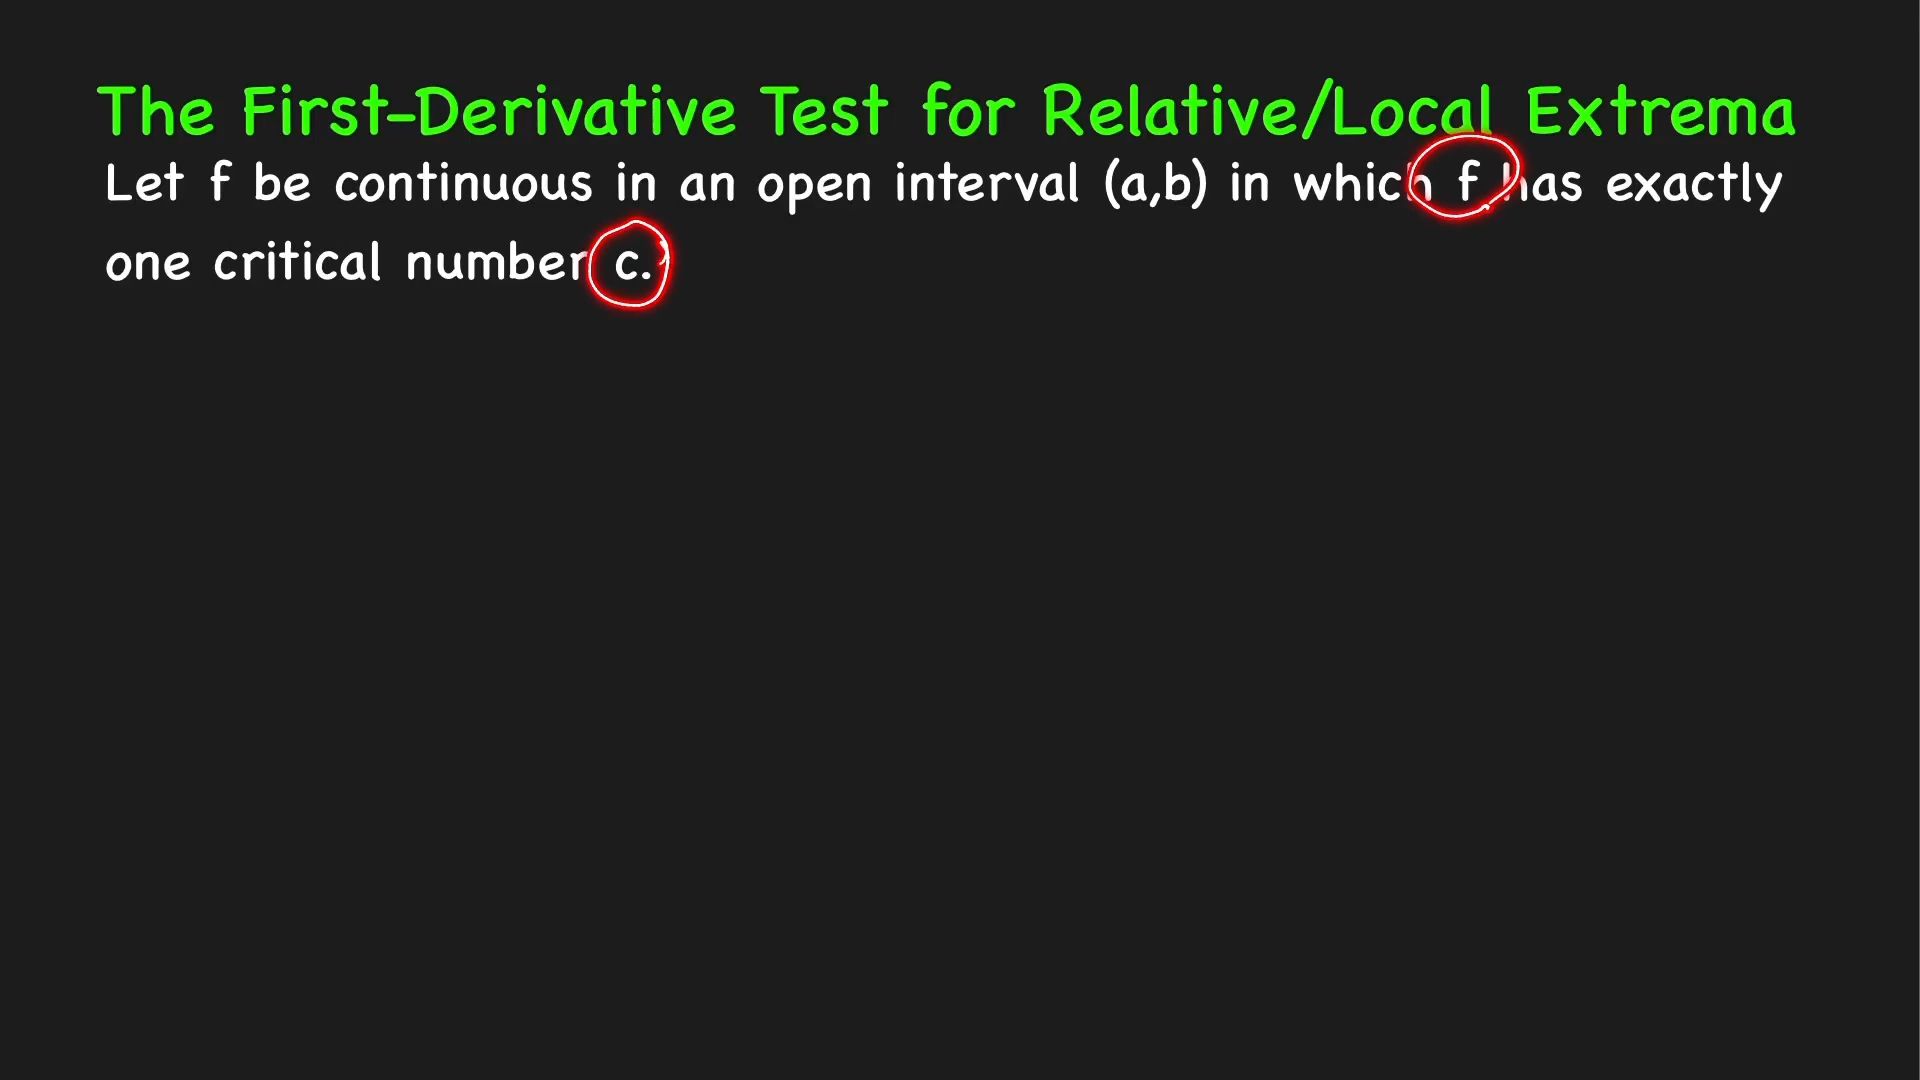 The First-Derivative Test for Relative/Local Extrema
Let f be continuous in an open interval (a,b) in which f has exactly
one critical number c.